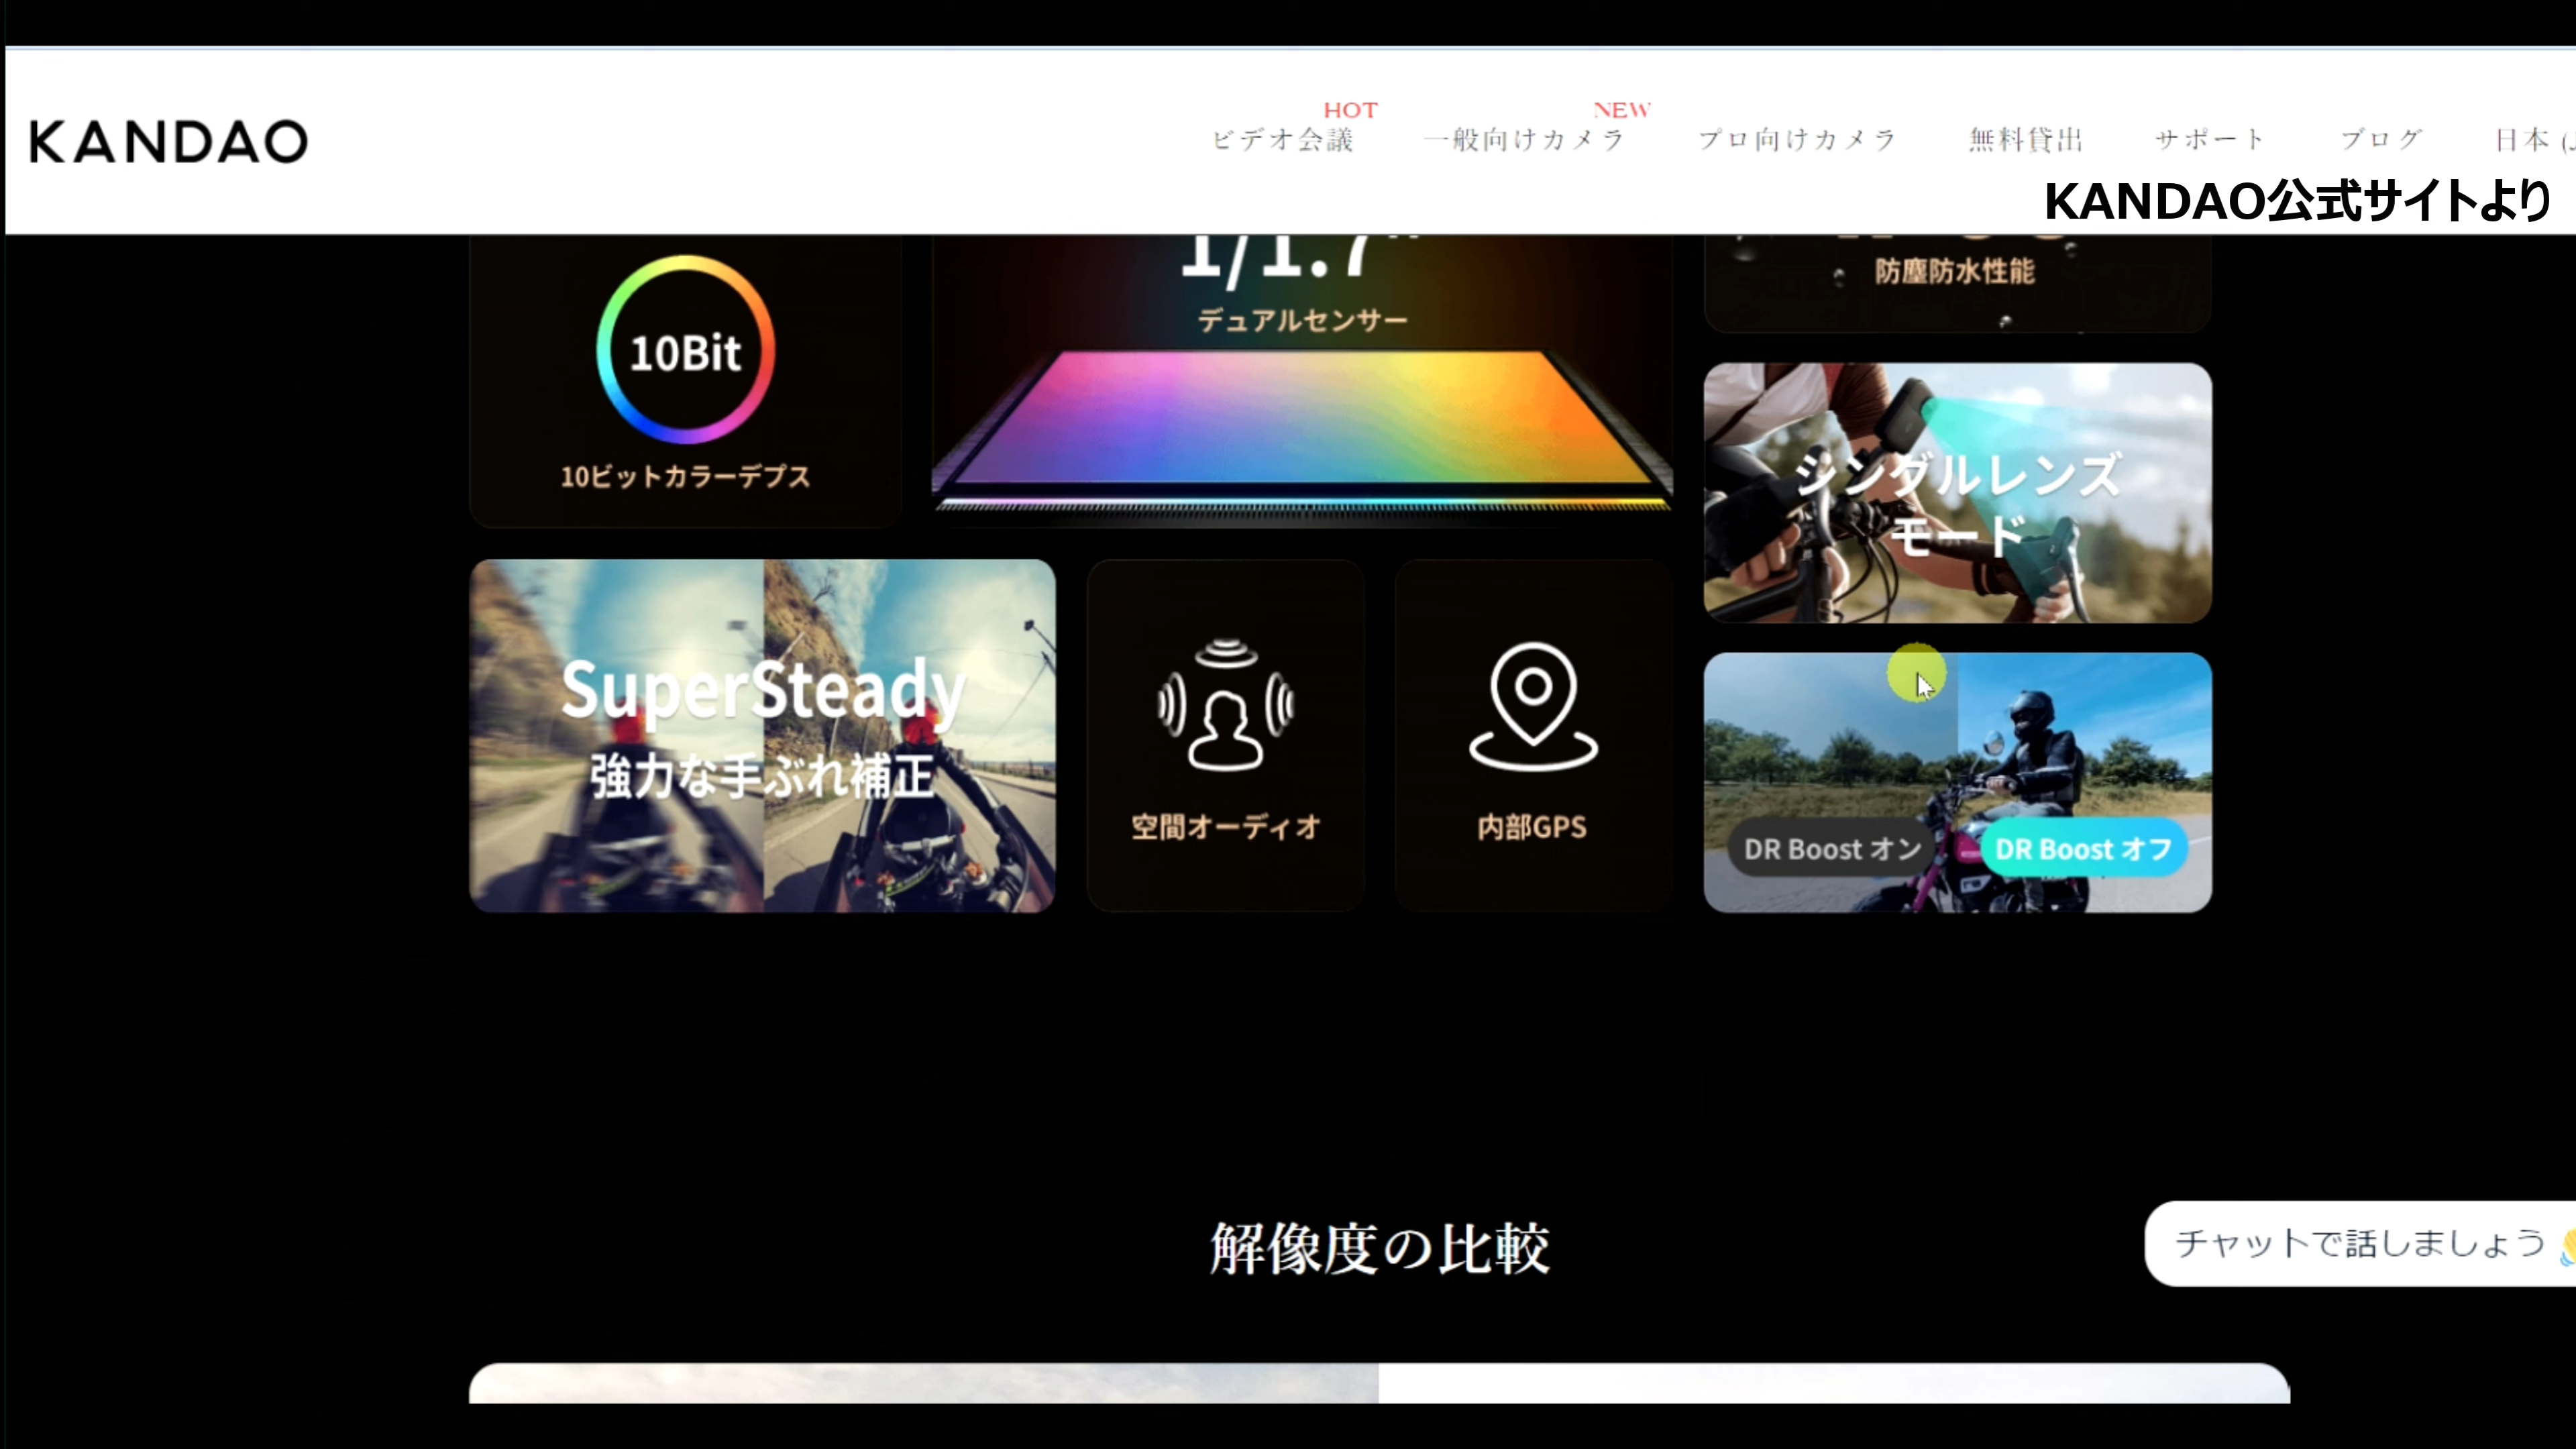 KANDAO
HOT
ビデオ会議
NEW
一般向けカメラ
プロ向けカメラ
無料貸出
サポート
ブログ
日本 (
KANDAO公式サイトより
10Bit
10ビットカラーデプス
1/1.7"
デュアルセンサー
防塵防水性能
シングルレンズ
モード
SuperSteady
強力な手ぶれ補正
空間オーディオ
内部GPS
DR Boost オン
DR Boost オフ
解像度の比較
チャットで話しましょう